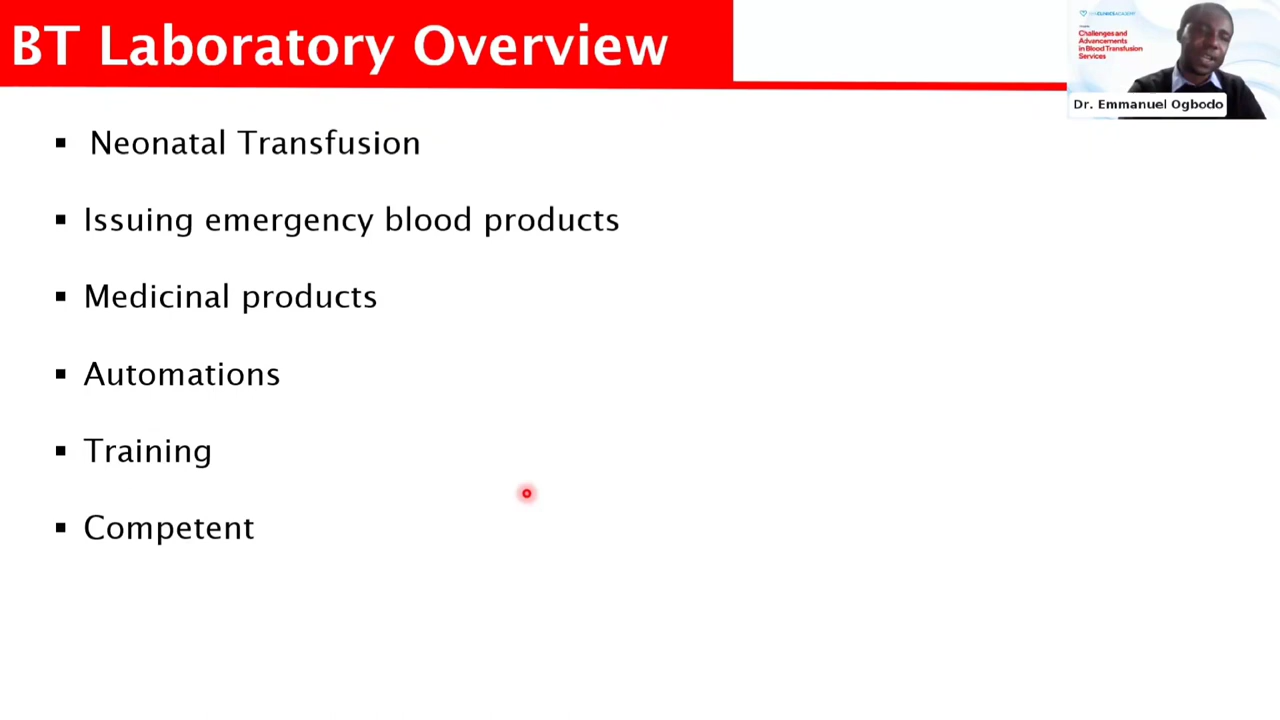 BT Laboratory Overview
Challenges and
Advancements
in Blood Transfusion
Services
Dr. Emmanuel Ogbodo
▪ Neonatal Transfusion
▪ Issuing emergency blood products
▪ Medicinal products
▪ Automations
▪ Training
▪ Competent